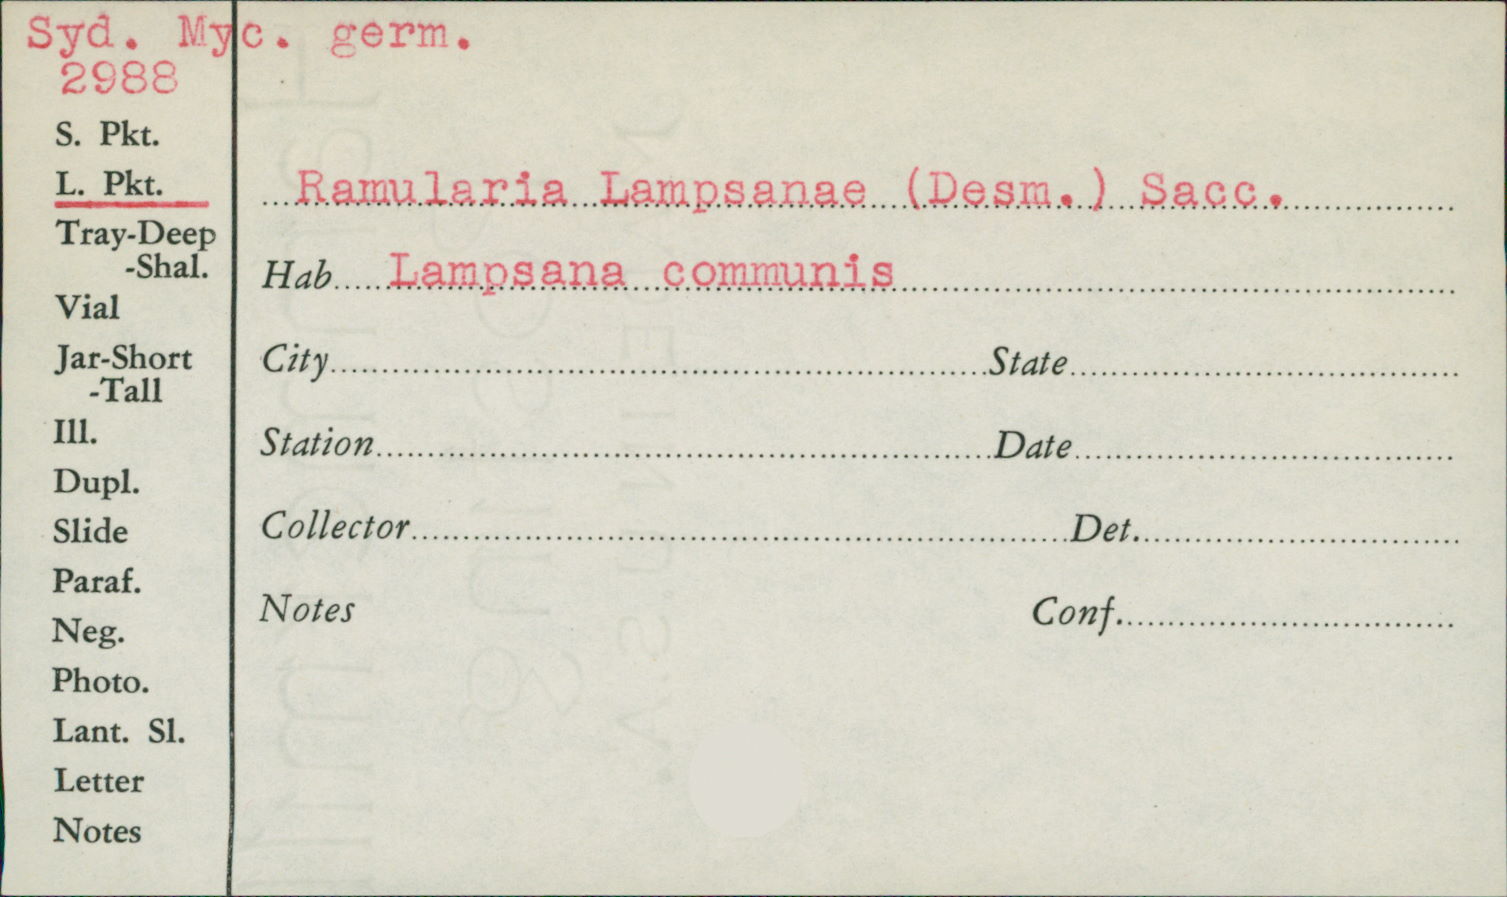 Syd. Myc. germ.
2988
S. Pkt.
L. Pkt.
Tray-Deep
-Shal.
Vial
Jar-Short
-Tall
Ill.
Dupl.
Slide
Paraf.
Neg.
Photo.
Lant. Sl.
Letter
Notes
Ramularia Lampsanae (Desm.) Sacc.
Hab Lampsana communis
City State
Station Date
Collector Det.
Notes Conf.